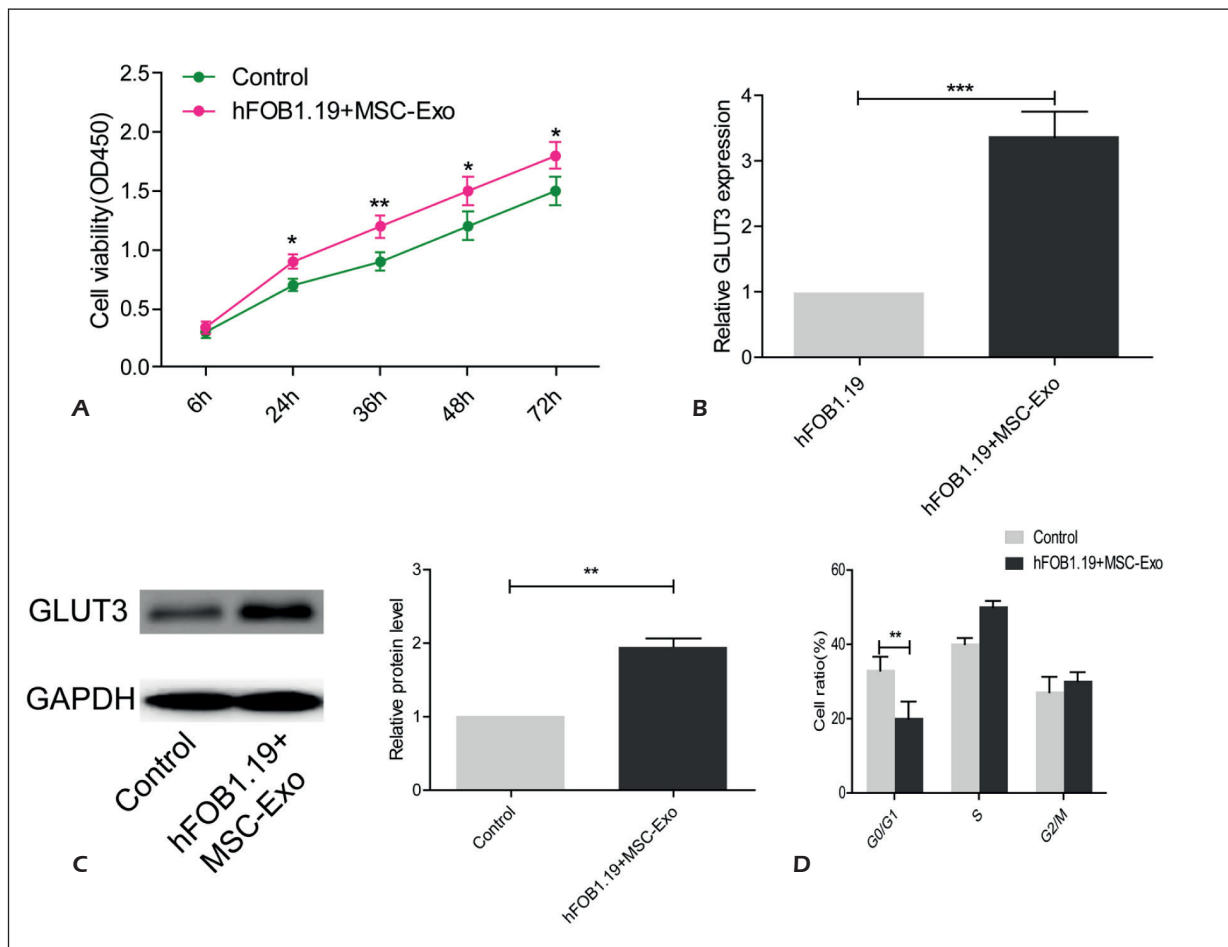 2.5
2.0
1.5
1.0
0.5
0.0
Cell viability(OD450)
Control
hFOB1.19+MSC-Exo
*
**
*
*
6h
24h
36h
48h
72h
A
4
3
2
1
0
Relative GLUT3 expression
***
hFOB1.19
hFOB1.19+MSC-Exo
B
GLUT3
GAPDH
Control
hFOB1.19+
MSC-Exo
C
3
2
1
0
Relative protein level
**
Control
hFOB1.19+MSC-Exo
Control
hFOB1.19+MSC-Exo
60
40
20
0
Cell ratio(%)
**
G0/G1
S
G2/M
D